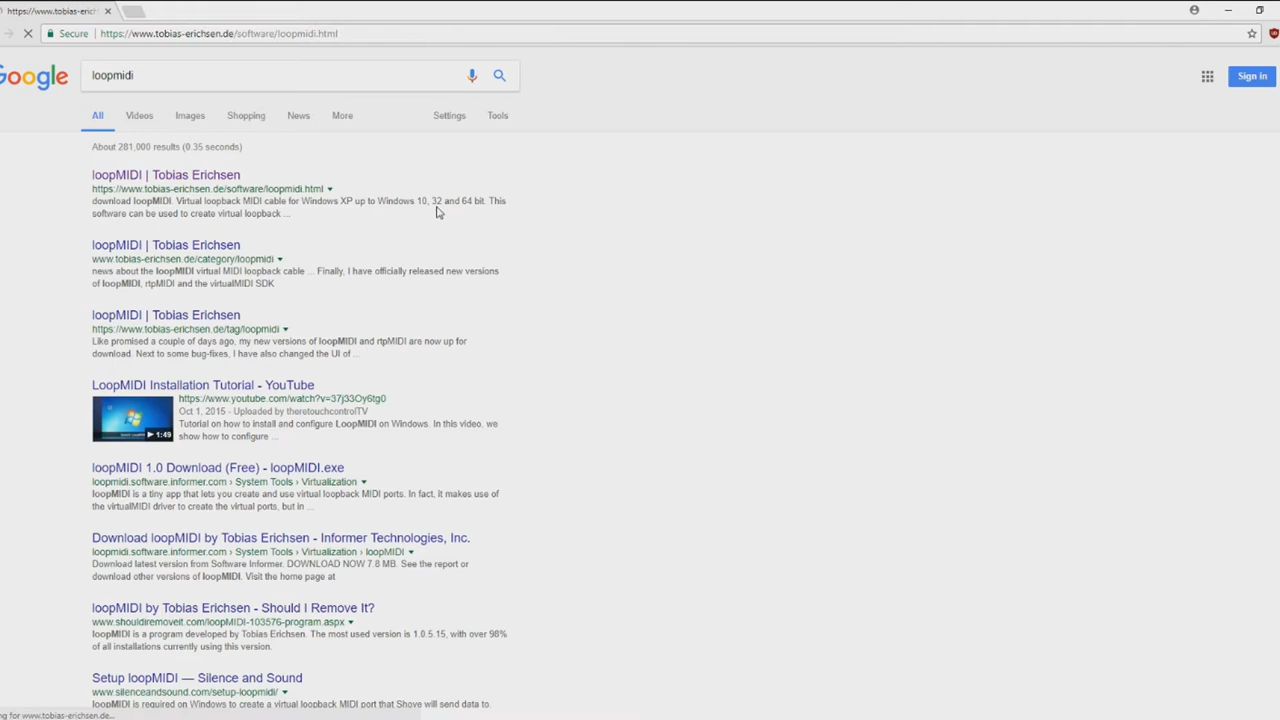 https://www.tobias-erichs
Secure | https://www.tobias-erichsen.de/software/loopmidi.html
Google
loopmidi
Sign in
All Videos Images Shopping News More Settings Tools
About 281,000 results (0.35 seconds)
loopMIDI | Tobias Erichsen
https://www.tobias-erichsen.de/software/loopmidi.html
download loopMIDI. Virtual loopback MIDI cable for Windows XP up to Windows 10, 32 and 64 bit. This
software can be used to create virtual loopback ...
loopMIDI | Tobias Erichsen
www.tobias-erichsen.de/category/loopmidi
news about the loopMIDI virtual MIDI loopback cable ... Finally, I have officially released new versions
of loopMIDI, rtpMIDI and the virtualMIDI SDK
loopMIDI | Tobias Erichsen
https://www.tobias-erichsen.de/tag/loopmidi
Like promised a couple of days ago, my new versions of loopMIDI and rtpMIDI are now up for
download. Next to some bug-fixes, I have also changed the UI of ...
LoopMIDI Installation Tutorial - YouTube
https://www.youtube.com/watch?v=37j33Oy6tg0
Oct 1, 2015 - Uploaded by theretouchcontrolTV
Tutorial on how to install and configure LoopMIDI on Windows. In this video, we
show how to configure ...
1:49
loopMIDI 1.0 Download (Free) - loopMIDI.exe
loopmidi.software.informer.com › System Tools › Virtualization
loopMIDI is a tiny app that lets you create and use virtual loopback MIDI ports. In fact, it makes use of
the virtualMIDI driver to create the virtual ports, but in ...
Download loopMIDI by Tobias Erichsen - Informer Technologies, Inc.
loopmidi.software.informer.com › System Tools › Virtualization › loopMIDI
Download latest version from Software Informer. DOWNLOAD NOW 7.8 MB. See the report or
download other versions of loopMIDI. Visit the home page at
loopMIDI by Tobias Erichsen - Should I Remove It?
www.shouldiremoveit.com/loopMIDI-103576-program.aspx
loopMIDI is a program developed by Tobias Erichsen. The most used version is 1.0.5.15, with over 98%
of all installations currently using this version.
Setup loopMIDI — Silence and Sound
www.silenceandsound.com/setup-loopmidi/
loopMIDI is required on Windows to create a virtual loopback MIDI port that Shove will send data to.
ng for www.tobias-erichsen.de...